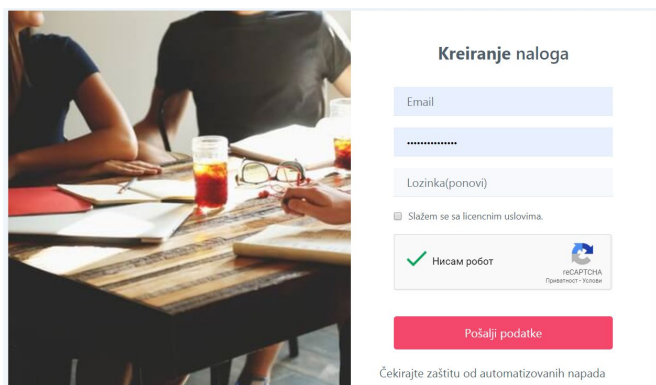 Kreiranje naloga
Email
•••••••••••••••
Lozinka(ponovi)
Slažem se sa licencnim uslovima.
Нисам робот
reCAPTCHA
Приватност - Услови
Pošalji podatke
Čekirajte zaštitu od automatizovanih napada